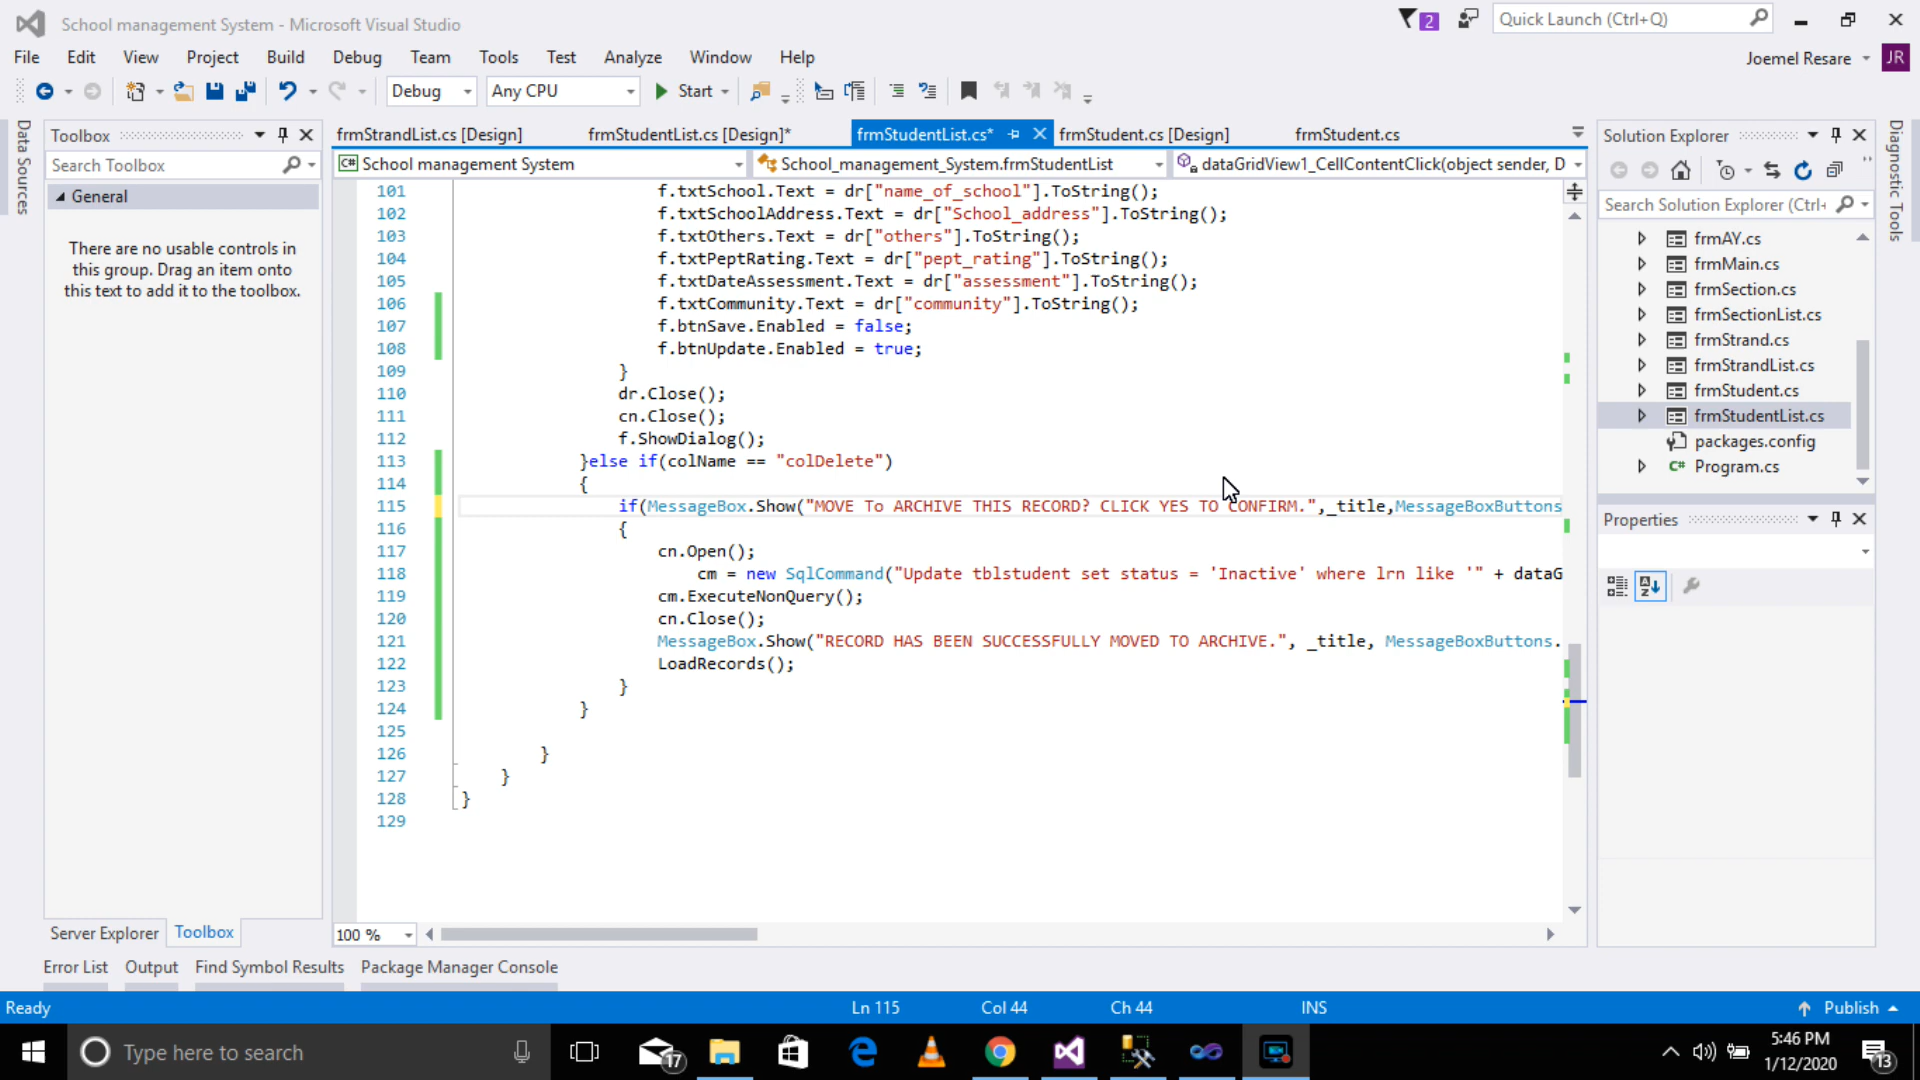 School management System - Microsoft Visual Studio
2
Quick Launch (Ctrl+Q)
File Edit View Project Build Debug Team Tools Test Analyze Window Help
Joemel Resare JR
Debug Any CPU Start
Data Sources
Toolbox
Search Toolbox
General
There are no usable controls in
this group. Drag an item onto
this text to add it to the toolbox.
Server Explorer Toolbox
frmStrandList.cs [Design] frmStudentList.cs [Design]* frmStudentList.cs* frmStudent.cs [Design] frmStudent.cs
C# School management System School_management_System.frmStudentList dataGridView1_CellContentClick(object sender, D
101 f.txtSchool.Text = dr["name_of_school"].ToString();
102 f.txtSchoolAddress.Text = dr["School_address"].ToString();
103 f.txtOthers.Text = dr["others"].ToString();
104 f.txtPeptRating.Text = dr["pept_rating"].ToString();
105 f.txtDateAssessment.Text = dr["assessment"].ToString();
106 f.txtCommunity.Text = dr["community"].ToString();
107 f.btnSave.Enabled = false;
108 f.btnUpdate.Enabled = true;
109 }
110 dr.Close();
111 cn.Close();
112 f.ShowDialog();
113 }else if(colName == "colDelete")
114 {
115 if(MessageBox.Show("MOVE To ARCHIVE THIS RECORD? CLICK YES TO CONFIRM.",_title,MessageBoxButtons
116 {
117 cn.Open();
118 cm = new SqlCommand("Update tblstudent set status = 'Inactive' where lrn like '" + dataG
119 cm.ExecuteNonQuery();
120 cn.Close();
121 MessageBox.Show("RECORD HAS BEEN SUCCESSFULLY MOVED TO ARCHIVE.", _title, MessageBoxButtons.
122 LoadRecords();
123 }
124 }
125
126 }
127 }
128 }
129
100 %
Solution Explorer
Search Solution Explorer (Ctrl+
frmAY.cs
frmMain.cs
frmSection.cs
frmSectionList.cs
frmStrand.cs
frmStrandList.cs
frmStudent.cs
frmStudentList.cs
packages.config
C# Program.cs
Properties
Diagnostic Tools
Error List Output Find Symbol Results Package Manager Console
Ready Ln 115 Col 44 Ch 44 INS Publish
Type here to search
17
5:46 PM
1/12/2020
13